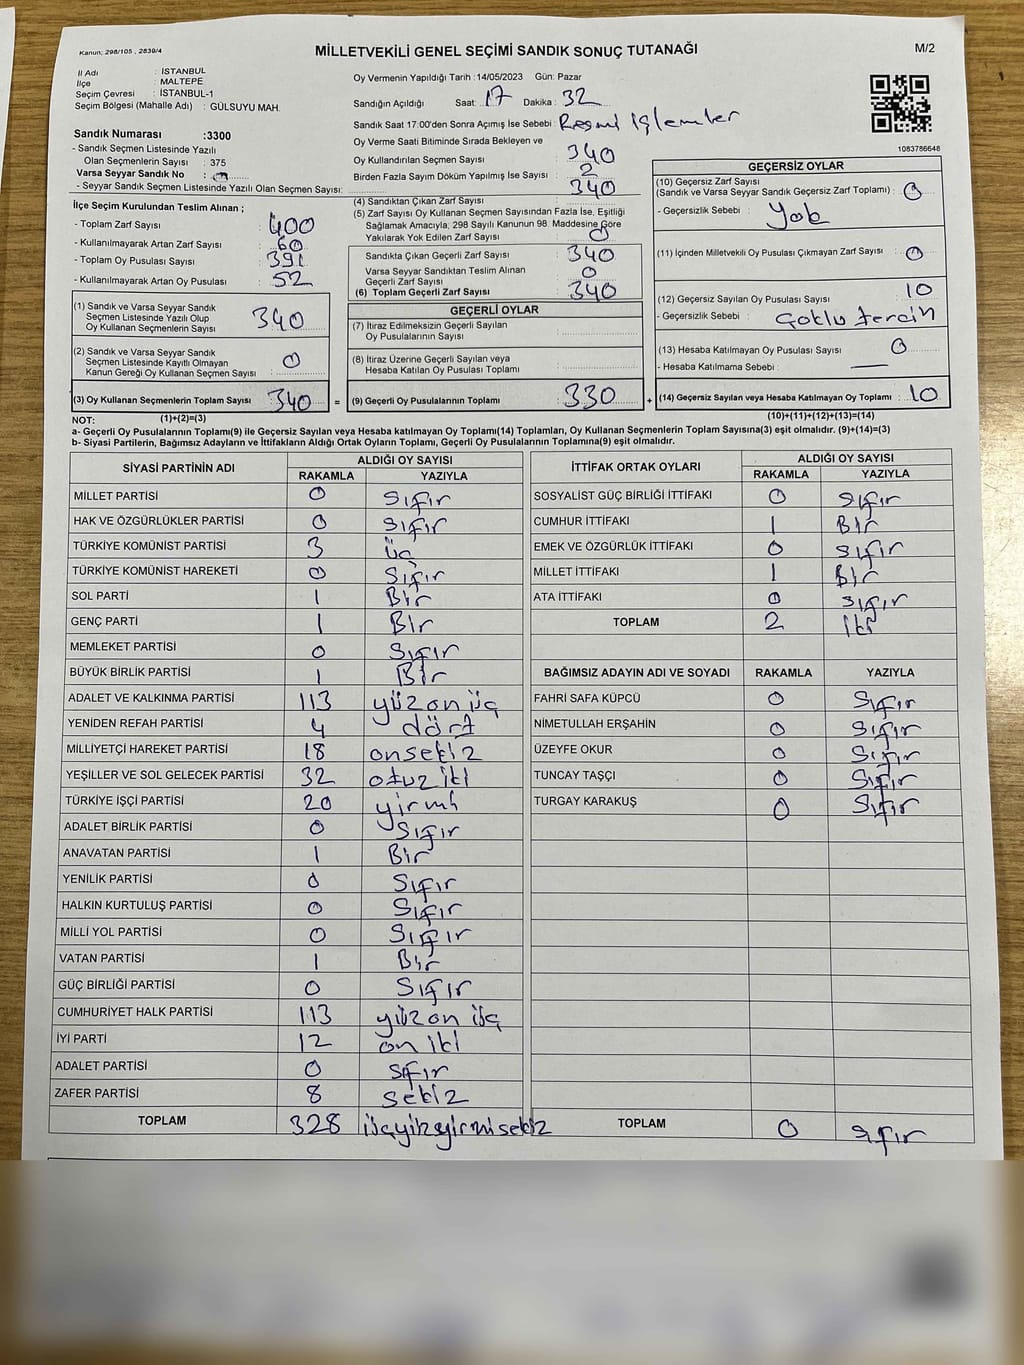 Kanun; 298/105 , 2839/4
MİLLETVEKİLİ GENEL SEÇİMİ SANDIK SONUÇ TUTANAĞI
M/2
İl Adı : İSTANBUL
İlçe : MALTEPE
Seçim Çevresi : İSTANBUL-1
Seçim Bölgesi (Mahalle Adı) : GÜLSUYU MAH.
Sandık Numarası :3300
- Sandık Seçmen Listesinde Yazılı
Olan Seçmenlerin Sayısı : 375
Varsa Seyyar Sandık No : 0
- Seyyar Sandık Seçmen Listesinde Yazılı Olan Seçmen Sayısı:
Oy Vermenin Yapıldığı Tarih :14/05/2023 Gün: Pazar
Sandığın Açıldığı Saat: 17 Dakika : 32
Sandık Saat 17:00'den Sonra Açımış İse Sebebi : Resmi işlemler
Oy Verme Saati Bitiminde Sırada Bekleyen ve
Oy Kullandırılan Seçmen Sayısı : 340
Birden Fazla Sayım Döküm Yapılmış İse Sayısı : 2
1083786648
İlçe Seçim Kurulundan Teslim Alınan ;
- Toplam Zarf Sayısı : 400
- Kullanılmayarak Artan Zarf Sayısı : 60
- Toplam Oy Pusulası Sayısı : 391
- Kullanılmayarak Artan Oy Pusulası : 52
(1) Sandık ve Varsa Seyyar Sandık
Seçmen Listesinde Yazılı Olup
Oy Kullanan Seçmenlerin Sayısı : 340
(2) Sandık ve Varsa Seyyar Sandık
Seçmen Listesinde Kayıtlı Olmayan
Kanun Gereği Oy Kullanan Seçmen Sayısı : 0
(3) Oy Kullanan Seçmenlerin Toplam Sayısı : 340 =
(4) Sandıktan Çıkan Zarf Sayısı : 340
(5) Zarf Sayısı Oy Kullanan Seçmen Sayısından Fazla İse, Eşitliği
Sağlamak Amacıyla; 298 Sayılı Kanunun 98. Maddesine Göre
Yakılarak Yok Edilen Zarf Sayısı : 0
Sandıkta Çıkan Geçerli Zarf Sayısı : 340
Varsa Seyyar Sandıktan Teslim Alınan
Geçerli Zarf Sayısı : 0
(6) Toplam Geçerli Zarf Sayısı : 340
GEÇERLİ OYLAR
(7) İtiraz Edilmeksizin Geçerli Sayılan
Oy Pusulalarının Sayısı :
(8) İtiraz Üzerine Geçerli Sayılan veya
Hesaba Katılan Oy Pusulası Toplamı :
(9) Geçerli Oy Pusulalarının Toplamı : 330 +
GEÇERSİZ OYLAR
(10) Geçersiz Zarf Sayısı
(Sandık ve Varsa Seyyar Sandık Geçersiz Zarf Toplamı) : 0
- Geçersizlik Sebebi : Yok
(11) İçinden Milletvekili Oy Pusulası Çıkmayan Zarf Sayısı : 0
(12) Geçersiz Sayılan Oy Pusulası Sayısı : 10
- Geçersizlik Sebebi : Çoklu tercih
(13) Hesaba Katılmayan Oy Pusulası Sayısı : 0
- Hesaba Katılmama Sebebi : —
(14) Geçersiz Sayılan veya Hesaba Katılmayan Oy Toplamı : 10
NOT: (1)+(2)=(3) (10)+(11)+(12)+(13)=(14)
a- Geçerli Oy Pusulalarının Toplamı(9) ile Geçersiz Sayılan veya Hesaba Katılmayan Oy Toplamı(14) Toplamları, Oy Kullanan Seçmenlerin Toplam Sayısına(3) eşit olmalıdır. (9)+(14)=(3)
b- Siyasi Partilerin, Bağımsız Adayların ve İttifakların Aldığı Ortak Oyların Toplamı, Geçerli Oy Pusulalarının Toplamına(9) eşit olmalıdır.
SİYASİ PARTİNİN ADI ALDIĞI OY SAYISI
RAKAMLA YAZIYLA
MİLLET PARTİSİ 0 sıfır
HAK VE ÖZGÜRLÜKLER PARTİSİ 0 sıfır
TÜRKİYE KOMÜNİST PARTİSİ 3 üç
TÜRKİYE KOMÜNİST HAREKETİ 0 sıfır
SOL PARTİ 1 Bir
GENÇ PARTİ 1 Bir
MEMLEKET PARTİSİ 0 sıfır
BÜYÜK BİRLİK PARTİSİ 1 Bir
ADALET VE KALKINMA PARTİSİ 113 yüz on üç
YENİDEN REFAH PARTİSİ 4 dört
MİLLİYETÇİ HAREKET PARTİSİ 18 onsekiz
YEŞİLLER VE SOL GELECEK PARTİSİ 32 otuz iki
TÜRKİYE İŞÇİ PARTİSİ 20 yirmi
ADALET BİRLİK PARTİSİ 0 sıfır
ANAVATAN PARTİSİ 1 Bir
YENİLİK PARTİSİ 0 sıfır
HALKIN KURTULUŞ PARTİSİ 0 sıfır
MİLLİ YOL PARTİSİ 0 sıfır
VATAN PARTİSİ 1 Bir
GÜÇ BİRLİĞİ PARTİSİ 0 sıfır
CUMHURİYET HALK PARTİSİ 113 yüz on üç
İYİ PARTİ 12 on iki
ADALET PARTİSİ 0 sıfır
ZAFER PARTİSİ 8 sekiz
TOPLAM 328 üçyüzyirmisekiz
İTTİFAK ORTAK OYLARI ALDIĞI OY SAYISI
RAKAMLA YAZIYLA
SOSYALİST GÜÇ BİRLİĞİ İTTİFAKI 0 sıfır
CUMHUR İTTİFAKI 1 Bir
EMEK VE ÖZGÜRLÜK İTTİFAKI 0 sıfır
MİLLET İTTİFAKI 1 Bir
ATA İTTİFAKI 0 sıfır
TOPLAM 2 iki
BAĞIMSIZ ADAYIN ADI VE SOYADI RAKAMLA YAZIYLA
FAHRİ SAFA KÜPCÜ 0 sıfır
NİMETULLAH ERŞAHİN 0 sıfır
ÜZEYFE OKUR 0 sıfır
TUNCAY TAŞÇI 0 sıfır
TURGAY KARAKUŞ 0 sıfır
TOPLAM 0 sıfır